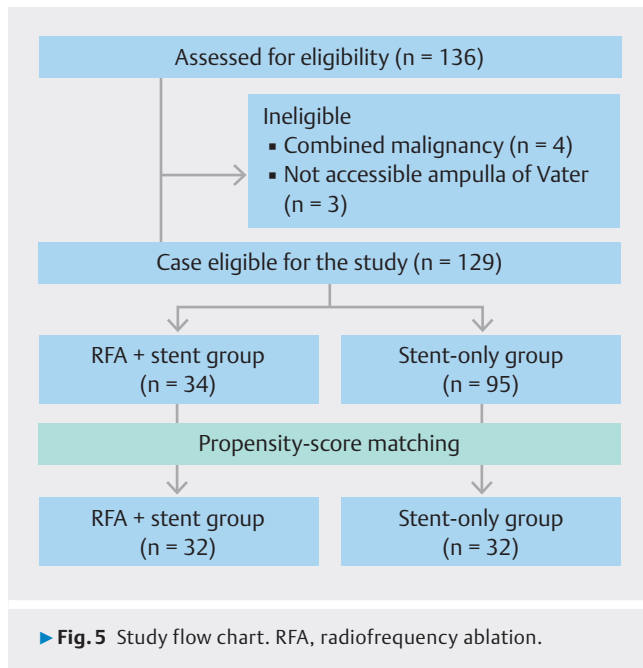 Assessed for eligibility (n = 136)
Ineligible
▪ Combined malignancy (n = 4)
▪ Not accessible ampulla of Vater
(n = 3)
Case eligible for the study (n = 129)
RFA + stent group
(n = 34)
Stent-only group
(n = 95)
Propensity-score matching
RFA + stent group
(n = 32)
Stent-only group
(n = 32)
▶ Fig. 5 Study flow chart. RFA, radiofrequency ablation.